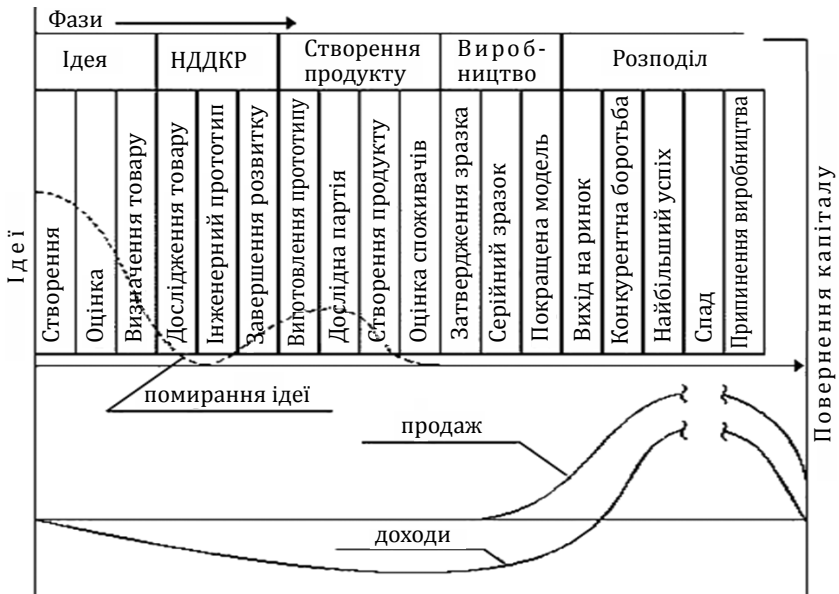 Фази
Ідея
НДДКР
Створення
продукту
Вироб-
ництво
Розподіл
Створення
Оцінка
Визначення товару
Дослідження товару
Інженерний прототип
Завершення розвитку
Виготовлення прототипу
Дослідна партія
Створення продукту
Оцінка споживачів
Затвердження зразка
Серійний зразок
Покращена модель
Вихід на ринок
Конкурентна боротьба
Найбільший успіх
Спад
Припинення виробництва
Ідеї
Повернення капіталу
помирання ідеї
продаж
доходи